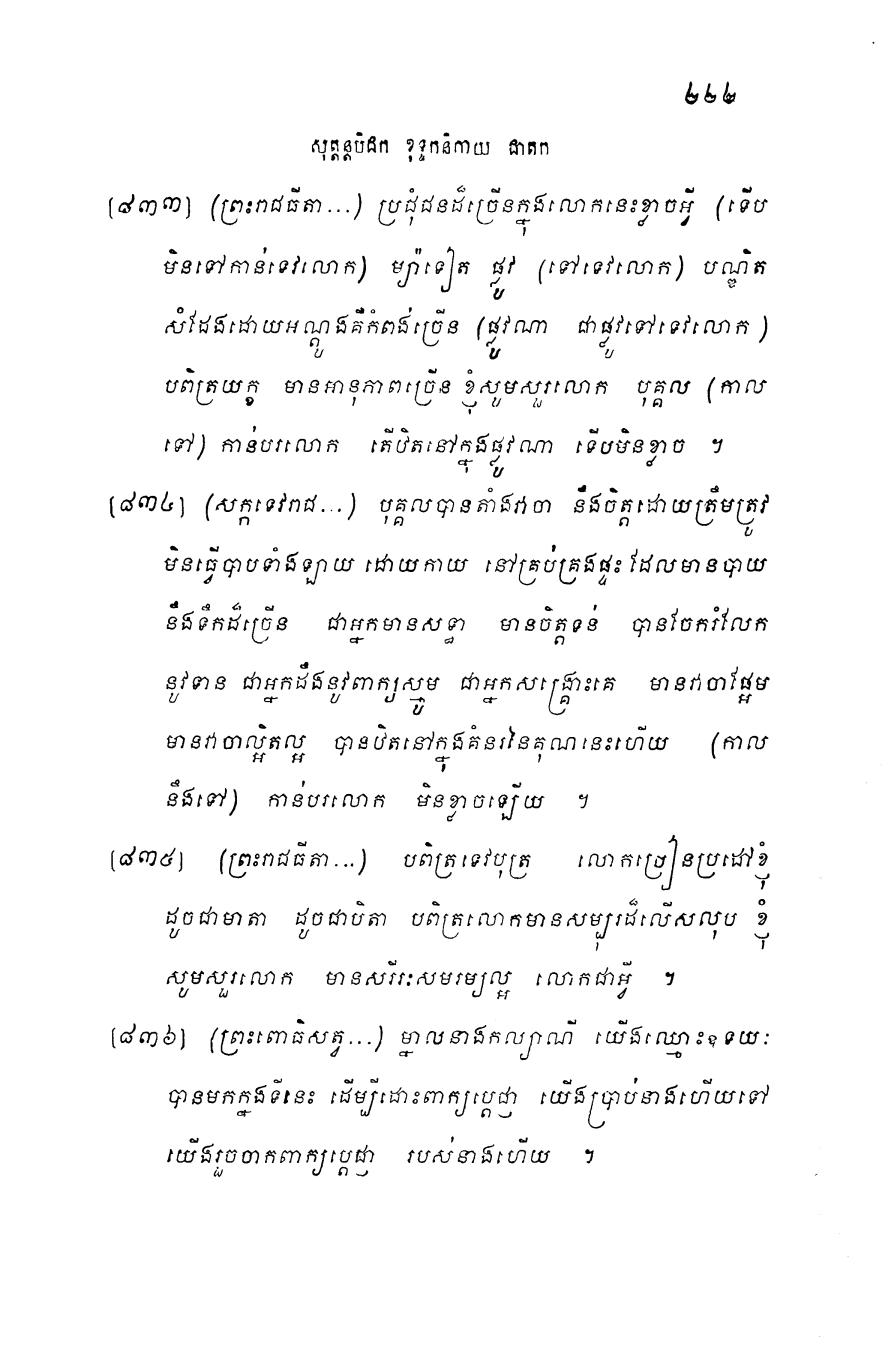 ២២២
សុត្តន្តបិដក ខុទ្ទកនិកាយ ជាតក
[៨៣៣] (ព្រះរាជធីតា...) ប្រជុំជនដ៏ច្រើនក្នុងលោកនេះខ្លាចអ្វី (ទើប
មិនទៅកាន់ទេវលោក) ម្យ៉ាទៀត ផ្លូវ (ទៅទេវលោក) បណ្ឌិត
សំដែងដោយអណ្តូងគឺកំពង់ច្រើន (ផ្លូវណា ជាផ្លូវទៅទេវលោក)
បពិត្រយក្ខ មានអានុភាពច្រើន ខ្ញុំសូមសួរលោក បុគ្គល (កាល
ទៅ) កាន់បរលោក តើឋិតនៅក្នុងផ្លូវណា ទើបមិនខ្លាច ។
[៨៣៤] (សក្កទេវរាជ...) បុគ្គលបានតាំងវាចា នឹងចិត្តដោយត្រឹមត្រូវ
មិនធ្វើបាបទាំងឡាយ ដោយកាយ នៅគ្រប់គ្រងផ្ទះ ដែលមានបាយ
នឹងទឹកដ៏ច្រើន ជាអ្នកមានសទ្ធា មានចិត្តទន់ បានចែករំលែក
នូវទាន ជាអ្នកដឹងនូវពាក្យស្មូម ជាអ្នកសង្គ្រោះគេ មានវាចាផ្អែម
មានវាចាល្អិតល្អ បានឋិតនៅក្នុងគំនរនៃគុណនេះហើយ (កាល
នឹងទៅ) កាន់បរលោក មិនខ្លាចឡើយ ។
[៨៣៥] (ព្រះរាជធីតា...) បពិត្រទេវបុត្រ លោកប្រៀនប្រដៅខ្ញុំ
ដូចជាមាតា ដូចជាបិតា បពិត្រលោកមានសម្បុរដ៏លើសលុប ខ្ញុំ
សូមសួរលោក មានសរីរៈសមរម្យល្អ លោកជាអ្វី ។
[៨៣៦] (ព្រះពោធិសត្វ...) ម្នាលនាងកល្យាណី យើងឈ្មោះឧទយៈ
បានមកក្នុងទីនេះ ដើម្បីដោះពាក្យប្តេជ្ញា យើងប្រាប់នាងហើយទៅ
យើងរួចចាកពាក្យប្តេជ្ញា របស់នាងហើយ ។